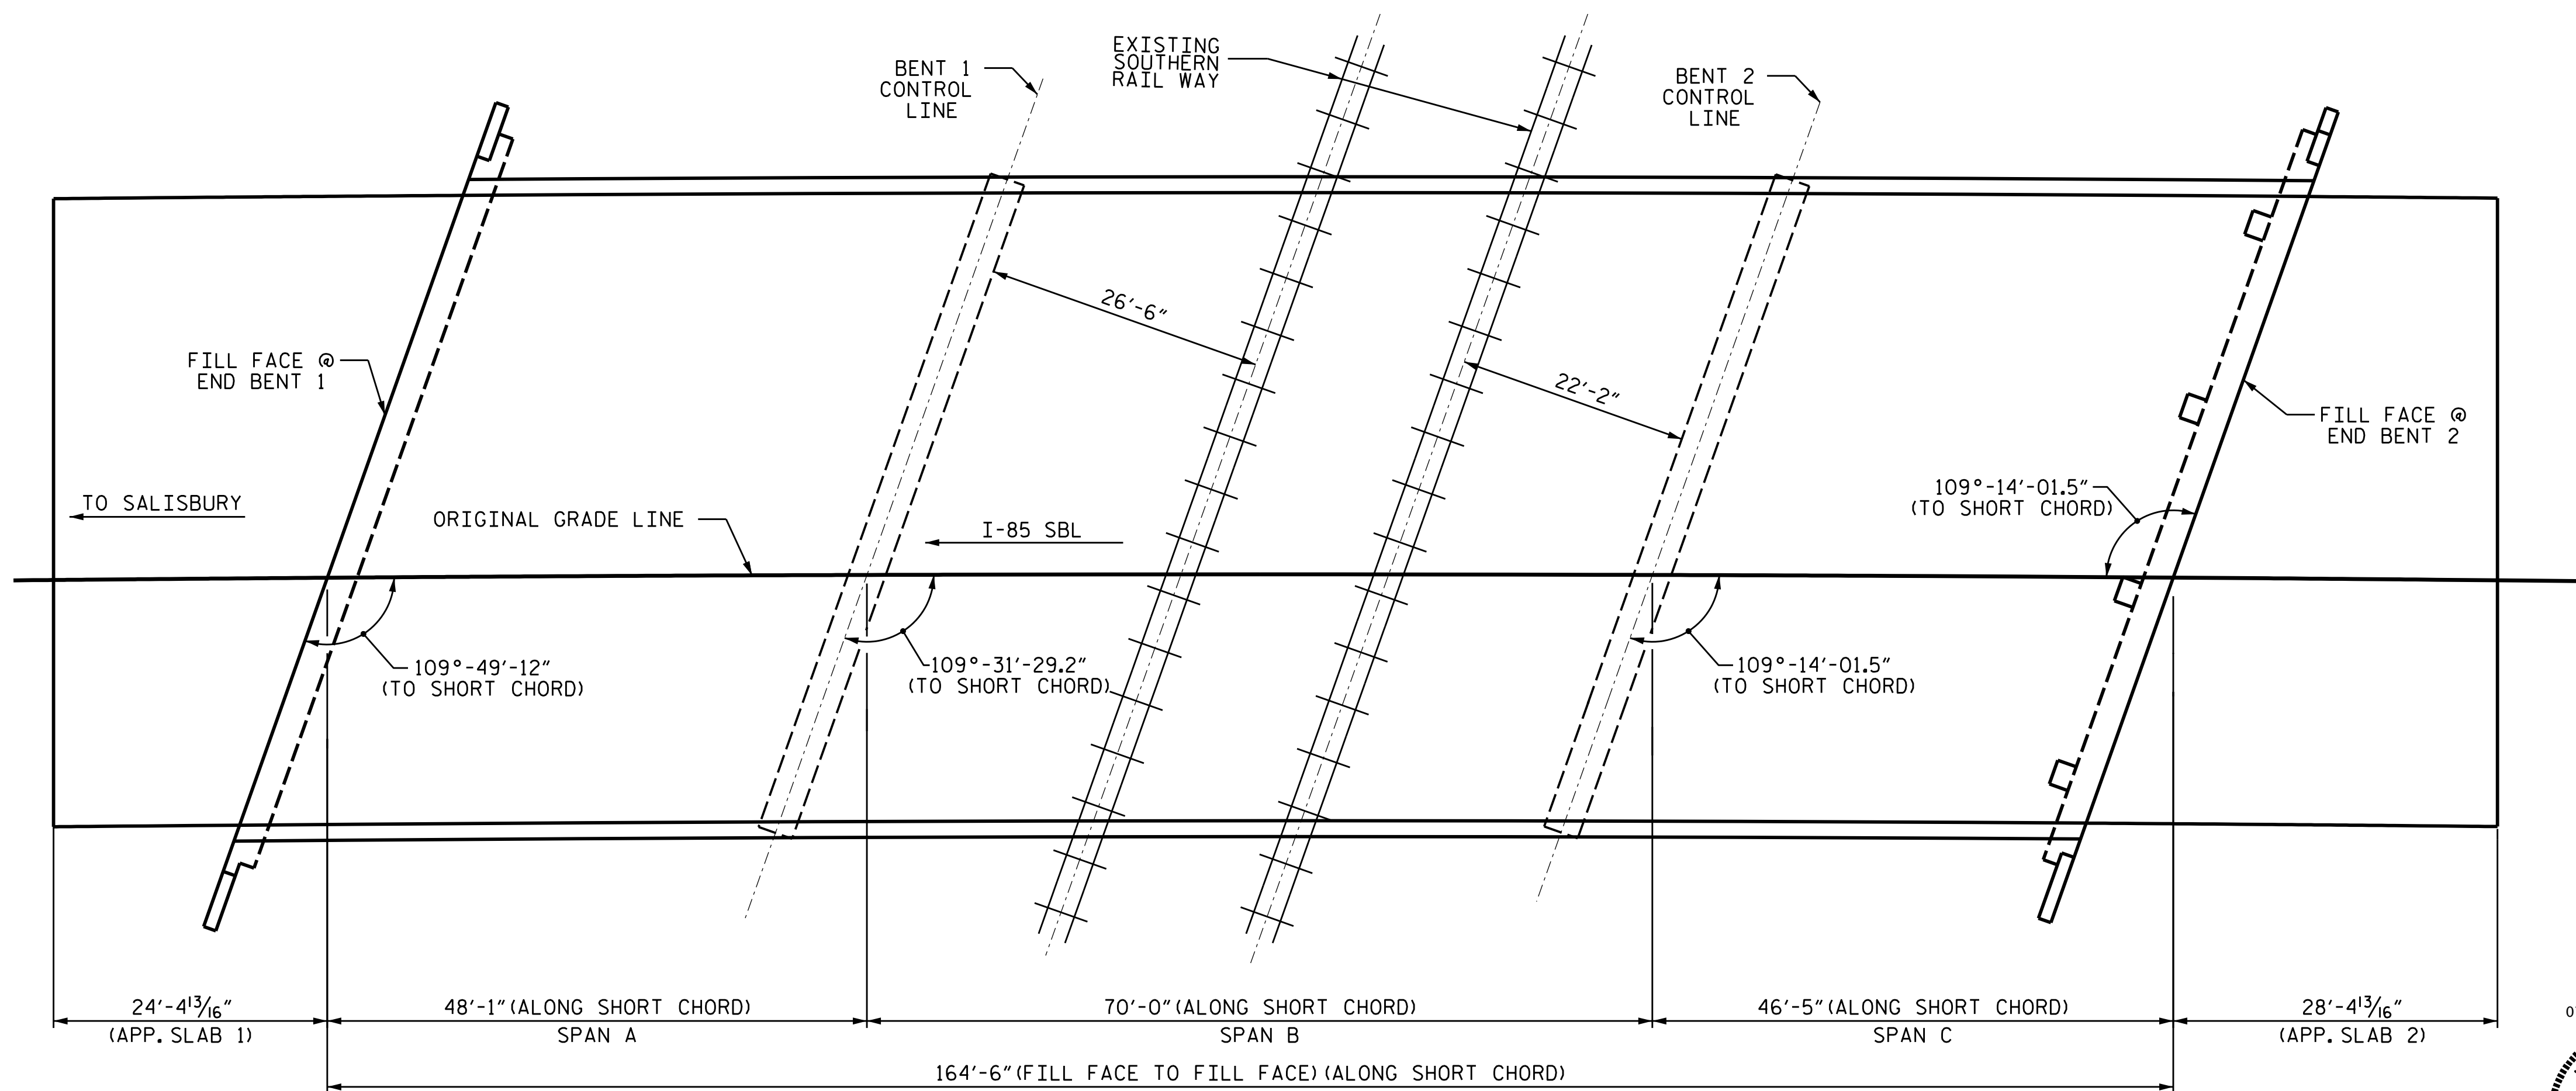 EXISTING
SOUTHERN
RAIL WAY
BENT 1
CONTROL
LINE
BENT 2
CONTROL
LINE
26'-6"
22'-2"
FILL FACE @
END BENT 1
FILL FACE @
END BENT 2
TO SALISBURY
ORIGINAL GRADE LINE
I-85 SBL
109°-14'-01.5"
(TO SHORT CHORD)
109°-49'-12"
(TO SHORT CHORD)
109°-31'-29.2"
(TO SHORT CHORD)
109°-14'-01.5"
(TO SHORT CHORD)
24'-4 13/16"
(APP. SLAB 1)
48'-1" (ALONG SHORT CHORD)
SPAN A
70'-0" (ALONG SHORT CHORD)
SPAN B
46'-5" (ALONG SHORT CHORD)
SPAN C
28'-4 13/16"
(APP. SLAB 2)
164'-6" (FILL FACE TO FILL FACE) (ALONG SHORT CHORD)